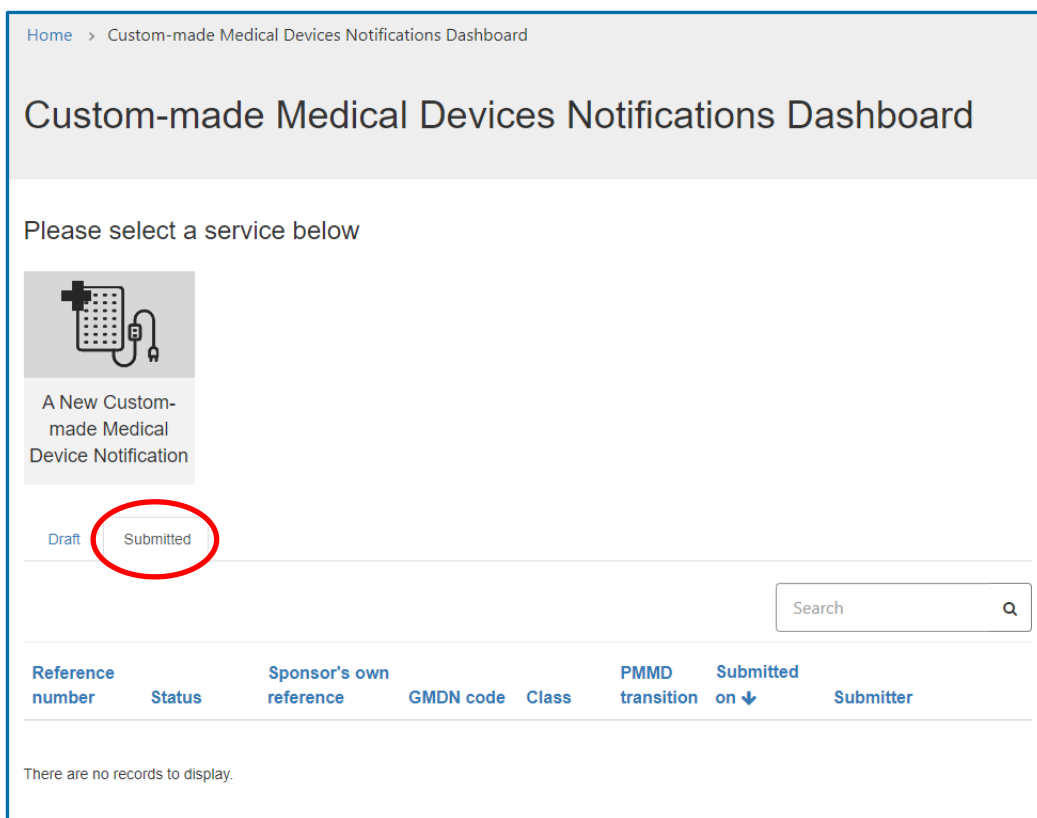 Home > Custom-made Medical Devices Notifications Dashboard
Custom-made Medical Devices Notifications Dashboard
Please select a service below
A New Custom-
made Medical
Device Notification
Draft Submitted
Search
Reference number Status Sponsor's own reference GMDN code Class PMMD transition Submitted on Submitter
There are no records to display.